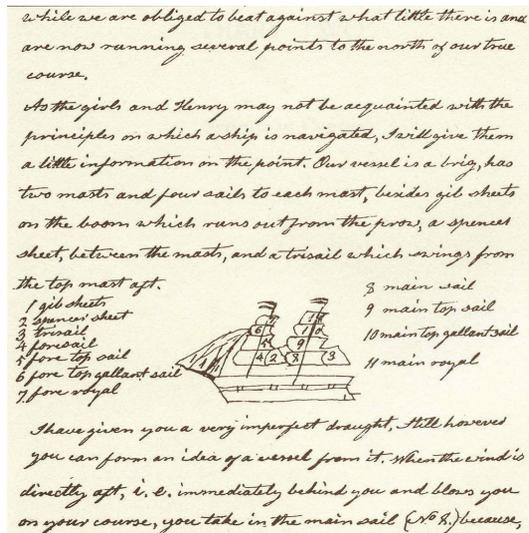 while we are obliged to beat against what little there is and
are now running several points to the north of our true
course.
As the girls and Henry may not be acquainted with the
principles on which a ship is navigated, I will give them
a little information on the point. Our vessel is a brig, has
two masts and four sails to each mast, besides gib sheets
on the boom which runs out from the prow, a spencer
sheet, between the masts, and a trisail which swings from
the top mast aft.
1 gib sheets
2 spencer sheet
3 trisail
4 foresail
5 fore top sail
6 fore top gallant sail
7 fore royal
8 main sail
9 main top sail
10 main top gallant sail
11 main royal
6
4 2 8 3
9
I have given you a very imperfect draught, still however
you can form an idea of a vessel from it. When the wind is
directly aft, i. e. immediately behind you and blows you
on your course, you take in the main sail (No 8.) because,